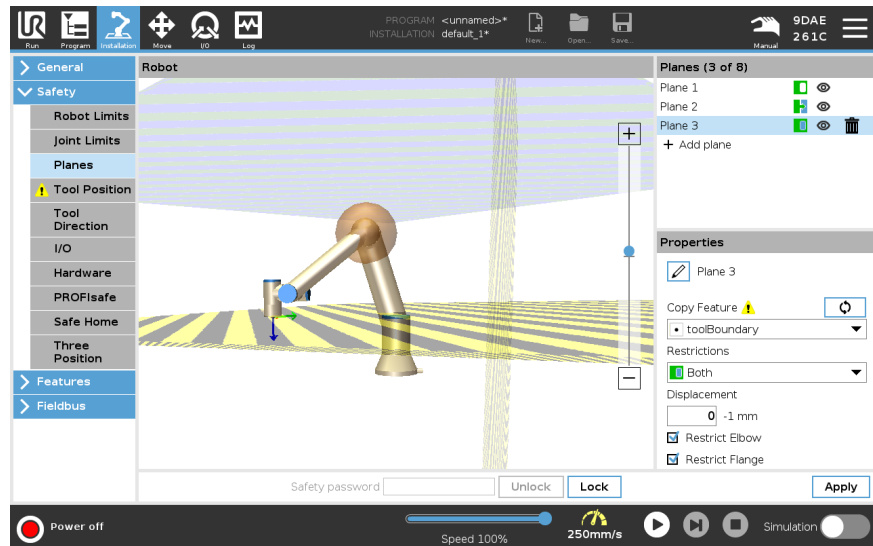 PROGRAM <unnamed>*
INSTALLATION default_1*
UR
Run
Program
Installation
Move
I/O
Log
New...
Open...
Save...
Manual
9DAE
261C
General
Safety
Robot Limits
Joint Limits
Planes
Tool Position
Tool
Direction
I/O
Hardware
PROFIsafe
Safe Home
Three
Position
Features
Fieldbus
Robot
Planes (3 of 8)
Plane 1
Plane 2
Plane 3
+ Add plane
Properties
Plane 3
Copy Feature
toolBoundary
Restrictions
Both
Displacement
0 -1 mm
Restrict Elbow
Restrict Flange
Safety password
Unlock
Lock
Apply
Power off
Speed 100%
250mm/s
Simulation